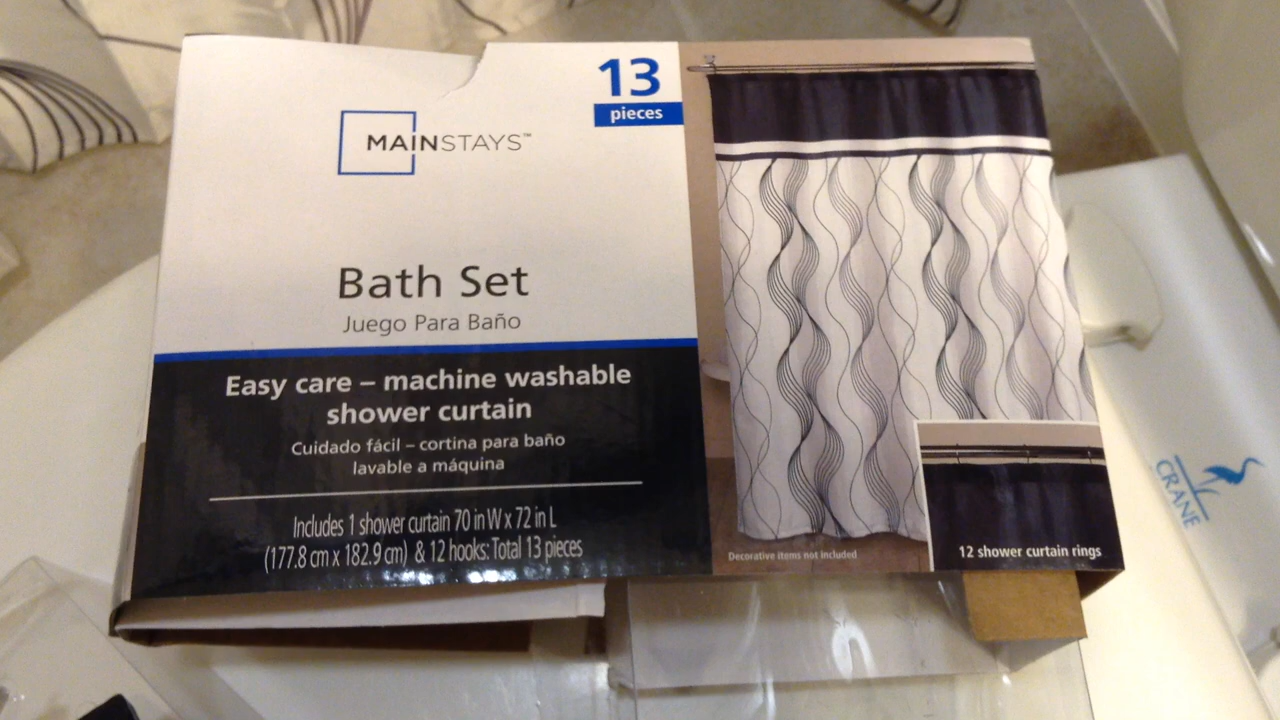 13
pieces
MAINSTAYS™
Bath Set
Juego Para Baño
Easy care – machine washable
shower curtain
Cuidado fácil – cortina para baño
lavable a máquina
Includes 1 shower curtain 70 in W x 72 in L
(177.8 cm x 182.9 cm) & 12 hooks: Total 13 pieces
Decorative items not included
12 shower curtain rings
CRANE